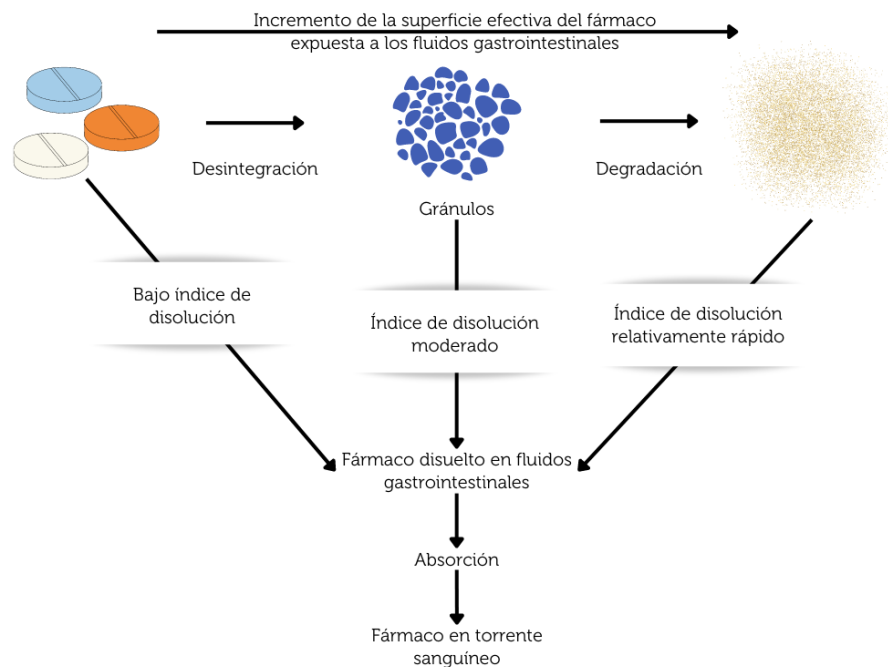 Incremento de la superficie efectiva del fármaco
expuesta a los fluidos gastrointestinales
Desintegración
Degradación
Gránulos
Bajo índice de
disolución
Índice de disolución
moderado
Índice de disolución
relativamente rápido
Fármaco disuelto en fluidos
gastrointestinales
Absorción
Fármaco en torrente
sanguíneo